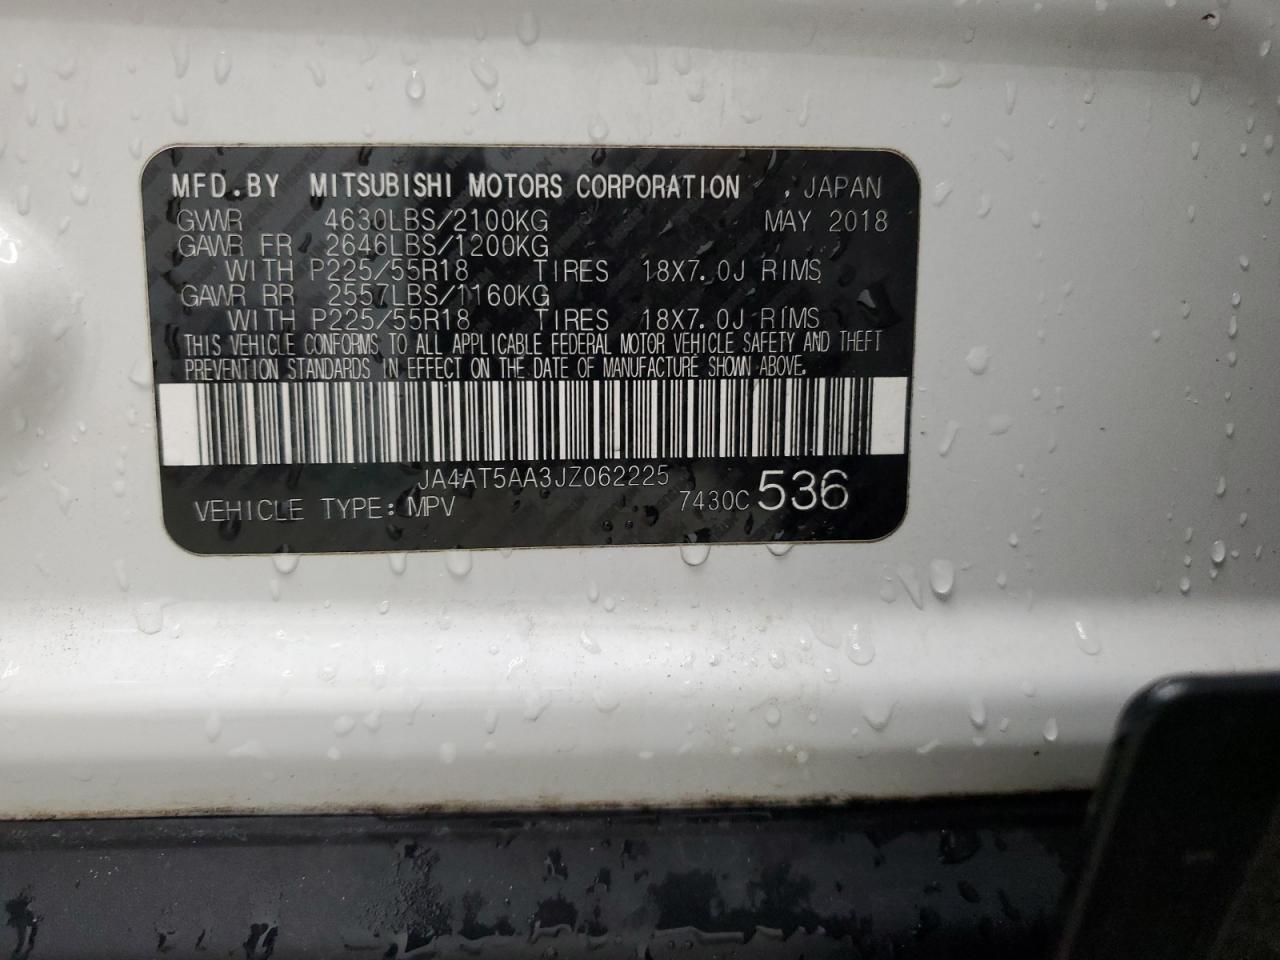 MFD.BY MITSUBISHI MOTORS CORPORATION , JAPAN
GVWR 4630LBS/2100KG MAY 2018
GAWR FR 2646LBS/1200KG
WITH P225/55R18 TIRES 18X7.0J RIMS
GAWR RR 2557LBS/1160KG
WITH P225/55R18 TIRES 18X7.0J RIMS
THIS VEHICLE CONFORMS TO ALL APPLICABLE FEDERAL MOTOR VEHICLE SAFETY AND THEFT
PREVENTION STANDARDS IN EFFECT ON THE DATE OF MANUFACTURE SHOWN ABOVE.
JA4AT5AA3JZ062225
VEHICLE TYPE: MPV 7430C 536